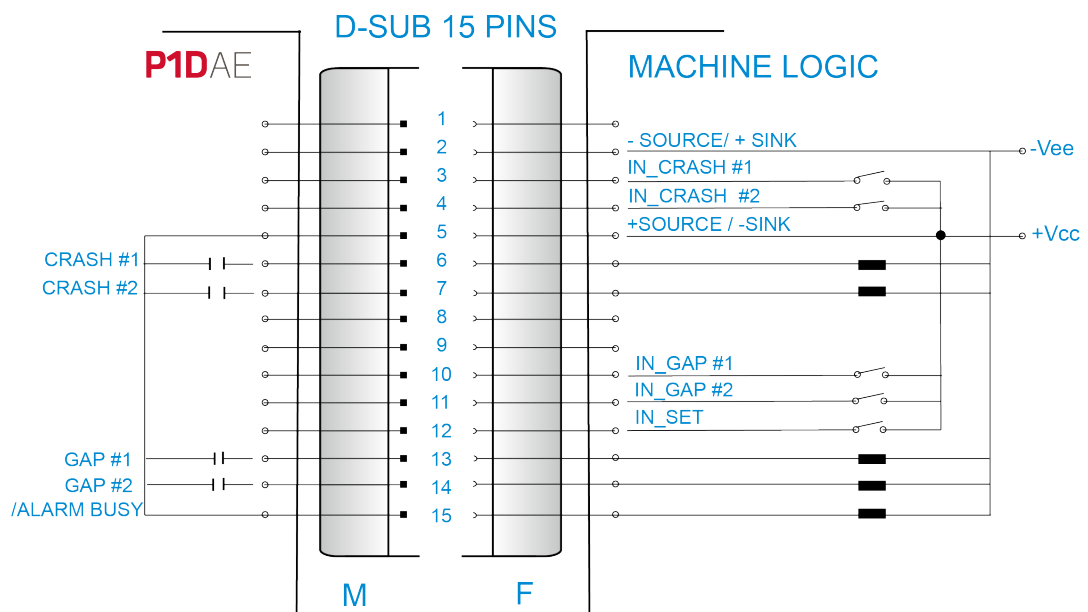 D-SUB 15 PINS
P1DAE
MACHINE LOGIC
1
2
- SOURCE/ + SINK
-Vee
3
IN_CRASH #1
4
IN_CRASH #2
5
+SOURCE / -SINK
+Vcc
CRASH #1
6
CRASH #2
7
8
9
10
IN_GAP #1
11
IN_GAP #2
12
IN_SET
GAP #1
13
GAP #2
14
/ALARM BUSY
15
M
F